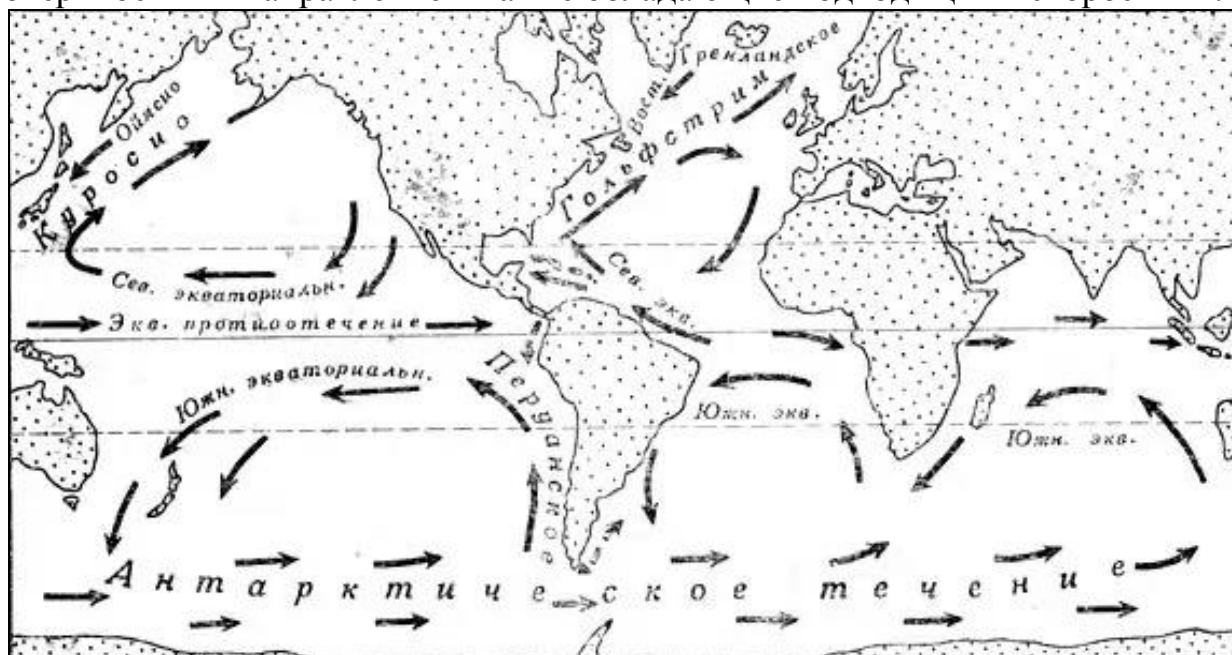 Гренландское
Вост.
Ойясио
Куросио
Гольфстрим
Сев. экваториальн.
Сев. экв.
Экв. противотечение
Южн. экваториальн.
Перуанское
Южн. экв.
Южн. экв.
Антарктическое течение